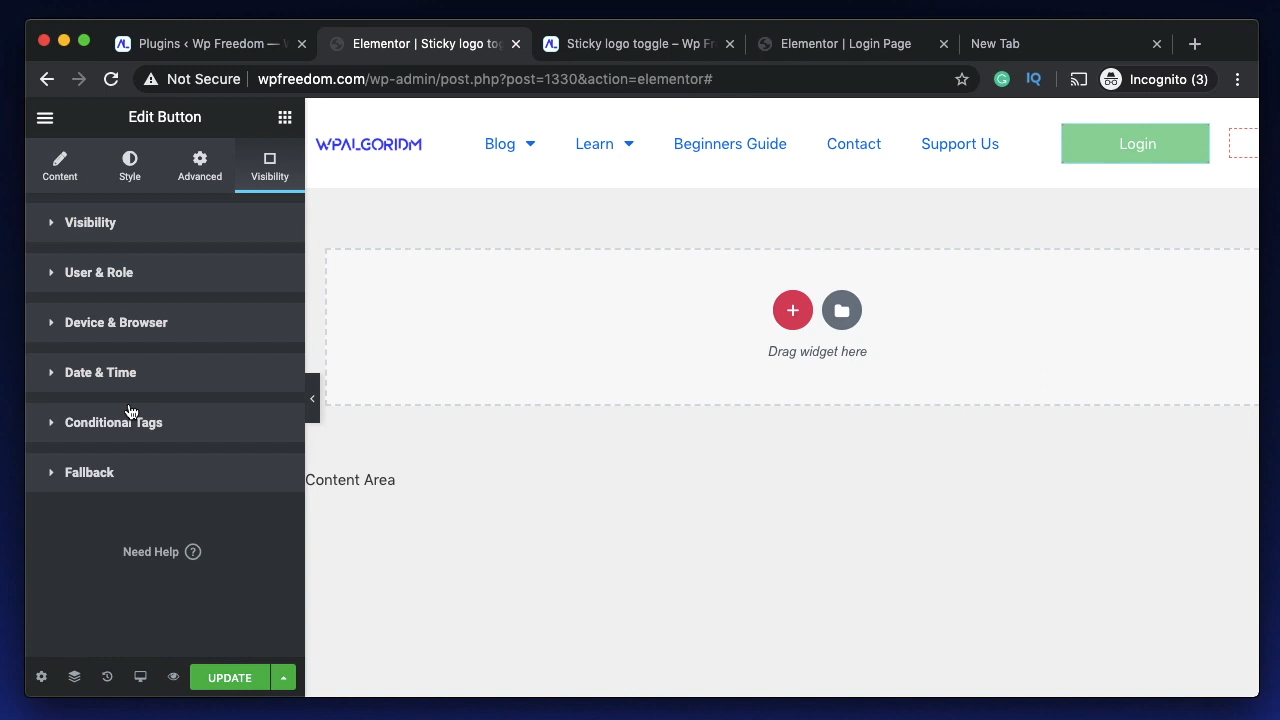 Plugins ‹ Wp Freedom —
Elementor | Sticky logo to
Sticky logo toggle – Wp Fr
Elementor | Login Page
New Tab
Not Secure
wpfreedom.com/wp-admin/post.php?post=1330&action=elementor#
IQ
Incognito (3)
Edit Button
Content
Style
Advanced
Visibility
Visibility
User & Role
Device & Browser
Date & Time
Conditional Tags
Fallback
Need Help ?
UPDATE
WPALGORIDM
Blog
Learn
Beginners Guide
Contact
Support Us
Login
Drag widget here
Content Area